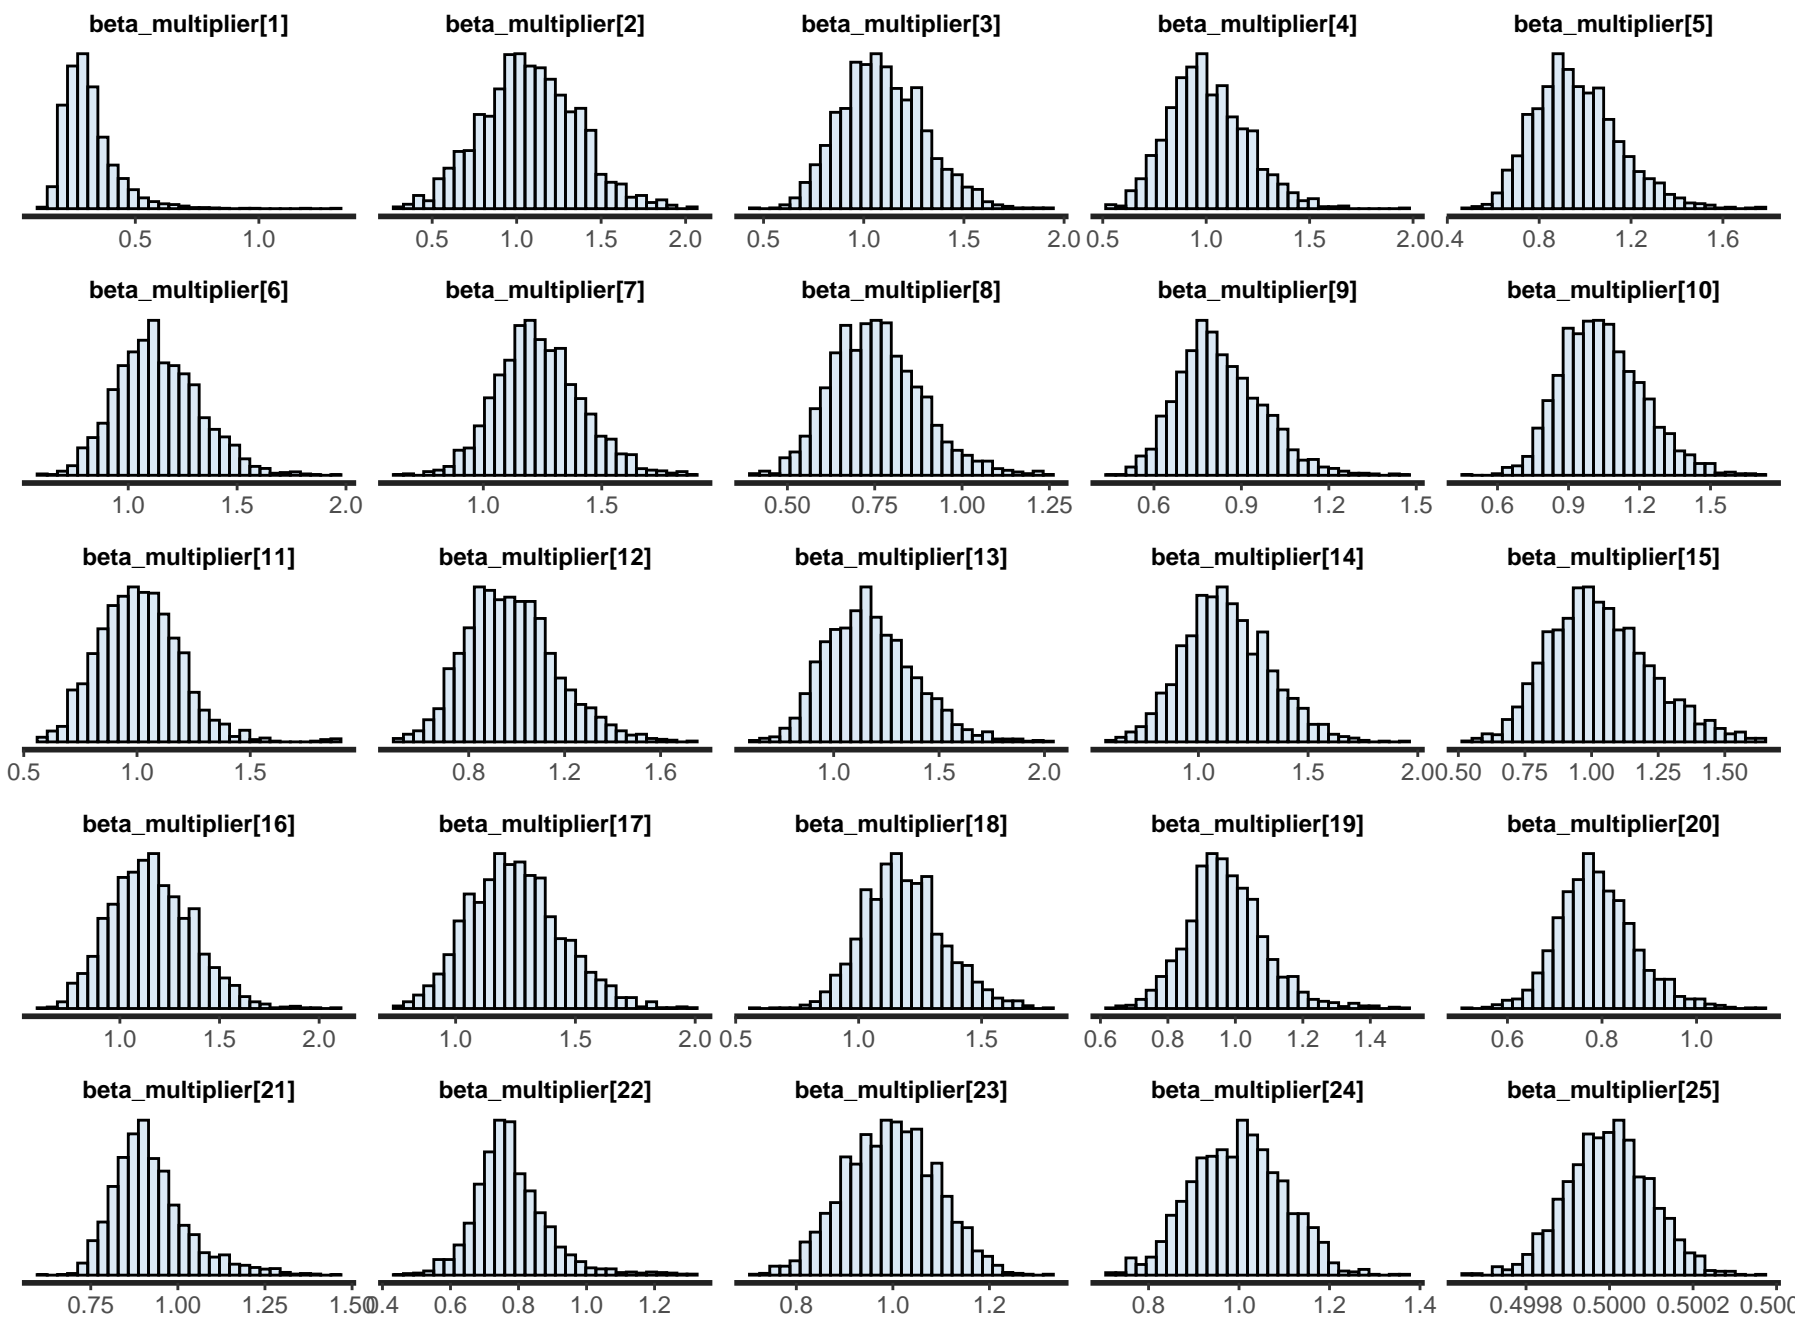 beta_multiplier[1] beta_multiplier[2] beta_multiplier[3] beta_multiplier[4] beta_multiplier[5]
0.5 1.0 0.5 1.0 1.5 2.0 0.5 1.0 1.5 2.0 0.5 1.0 1.5 2.0 0.4 0.8 1.2 1.6
beta_multiplier[6] beta_multiplier[7] beta_multiplier[8] beta_multiplier[9] beta_multiplier[10]
1.0 1.5 2.0 1.0 1.5 0.50 0.75 1.00 1.25 0.6 0.9 1.2 1.5 0.6 0.9 1.2 1.5
beta_multiplier[11] beta_multiplier[12] beta_multiplier[13] beta_multiplier[14] beta_multiplier[15]
0.5 1.0 1.5 0.8 1.2 1.6 1.0 1.5 2.0 1.0 1.5 2.0 0.50 0.75 1.00 1.25 1.50
beta_multiplier[16] beta_multiplier[17] beta_multiplier[18] beta_multiplier[19] beta_multiplier[20]
1.0 1.5 2.0 1.0 1.5 2.0 0.5 1.0 1.5 0.6 0.8 1.0 1.2 1.4 0.6 0.8 1.0
beta_multiplier[21] beta_multiplier[22] beta_multiplier[23] beta_multiplier[24] beta_multiplier[25]
0.75 1.00 1.25 1.50 0.4 0.6 0.8 1.0 1.2 0.8 1.0 1.2 0.8 1.0 1.2 1.4 0.4998 0.5000 0.5002